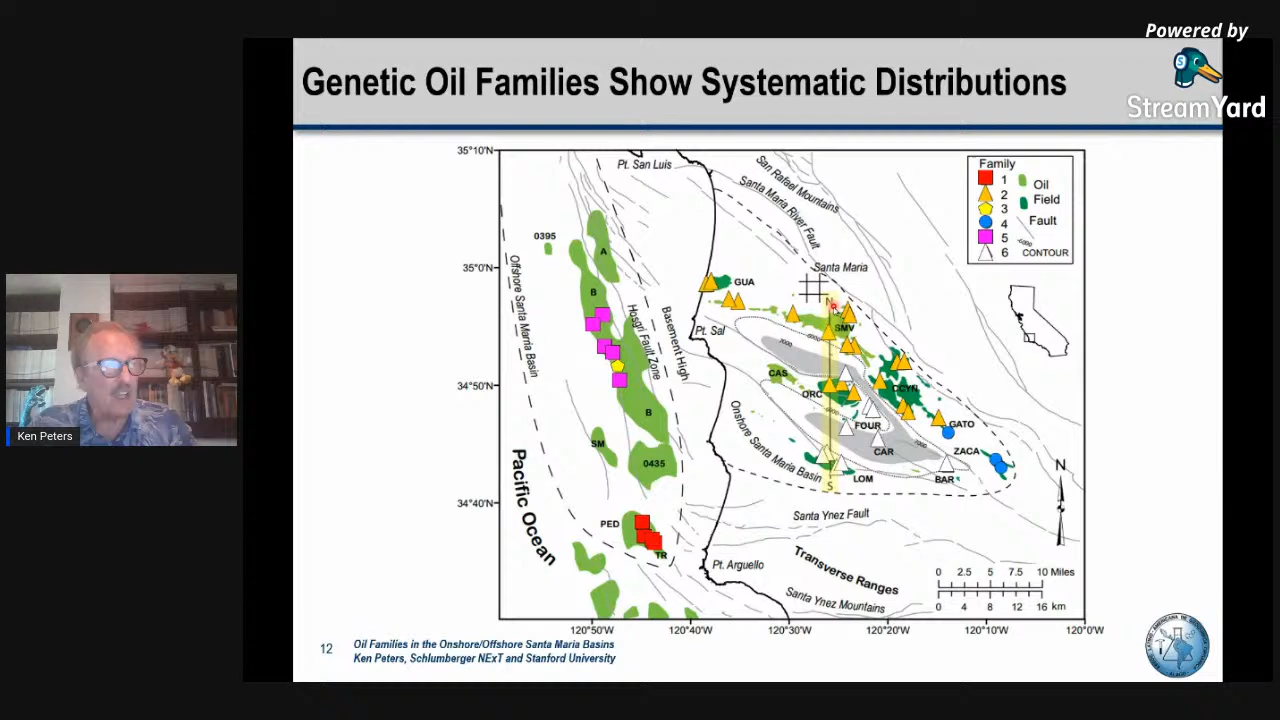 Powered by
StreamYard
Genetic Oil Families Show Systematic Distributions
35°10'N
35°0'N
34°50'N
34°40'N
120°50'W
120°40'W
120°30'W
120°20'W
120°10'W
120°0'W
Pt. San Luis
San Rafael Mountains
Santa Maria River Fault
Santa Maria
Family
1
2
3
4
5
6
Oil
Field
Fault
-6000
CONTOUR
0395
A
B
GUA
N
SMV
Pt. Sal
Offshore Santa Maria Basin
Hosgri Fault Zone
Basement High
CAS
ORC
CCYN
B
FOUR
GATO
CAR
ZACA
SM
0435
Onshore Santa Maria Basin
LOM
BAR
S
N
Pacific Ocean
PED
TR
Santa Ynez Fault
Pt. Arguello
Transverse Ranges
Santa Ynez Mountains
0 2.5 5 7.5 10 Miles
0 4 8 12 16 km
Ken Peters
12
Oil Families in the Onshore/Offshore Santa Maria Basins
Ken Peters, Schlumberger NExT and Stanford University